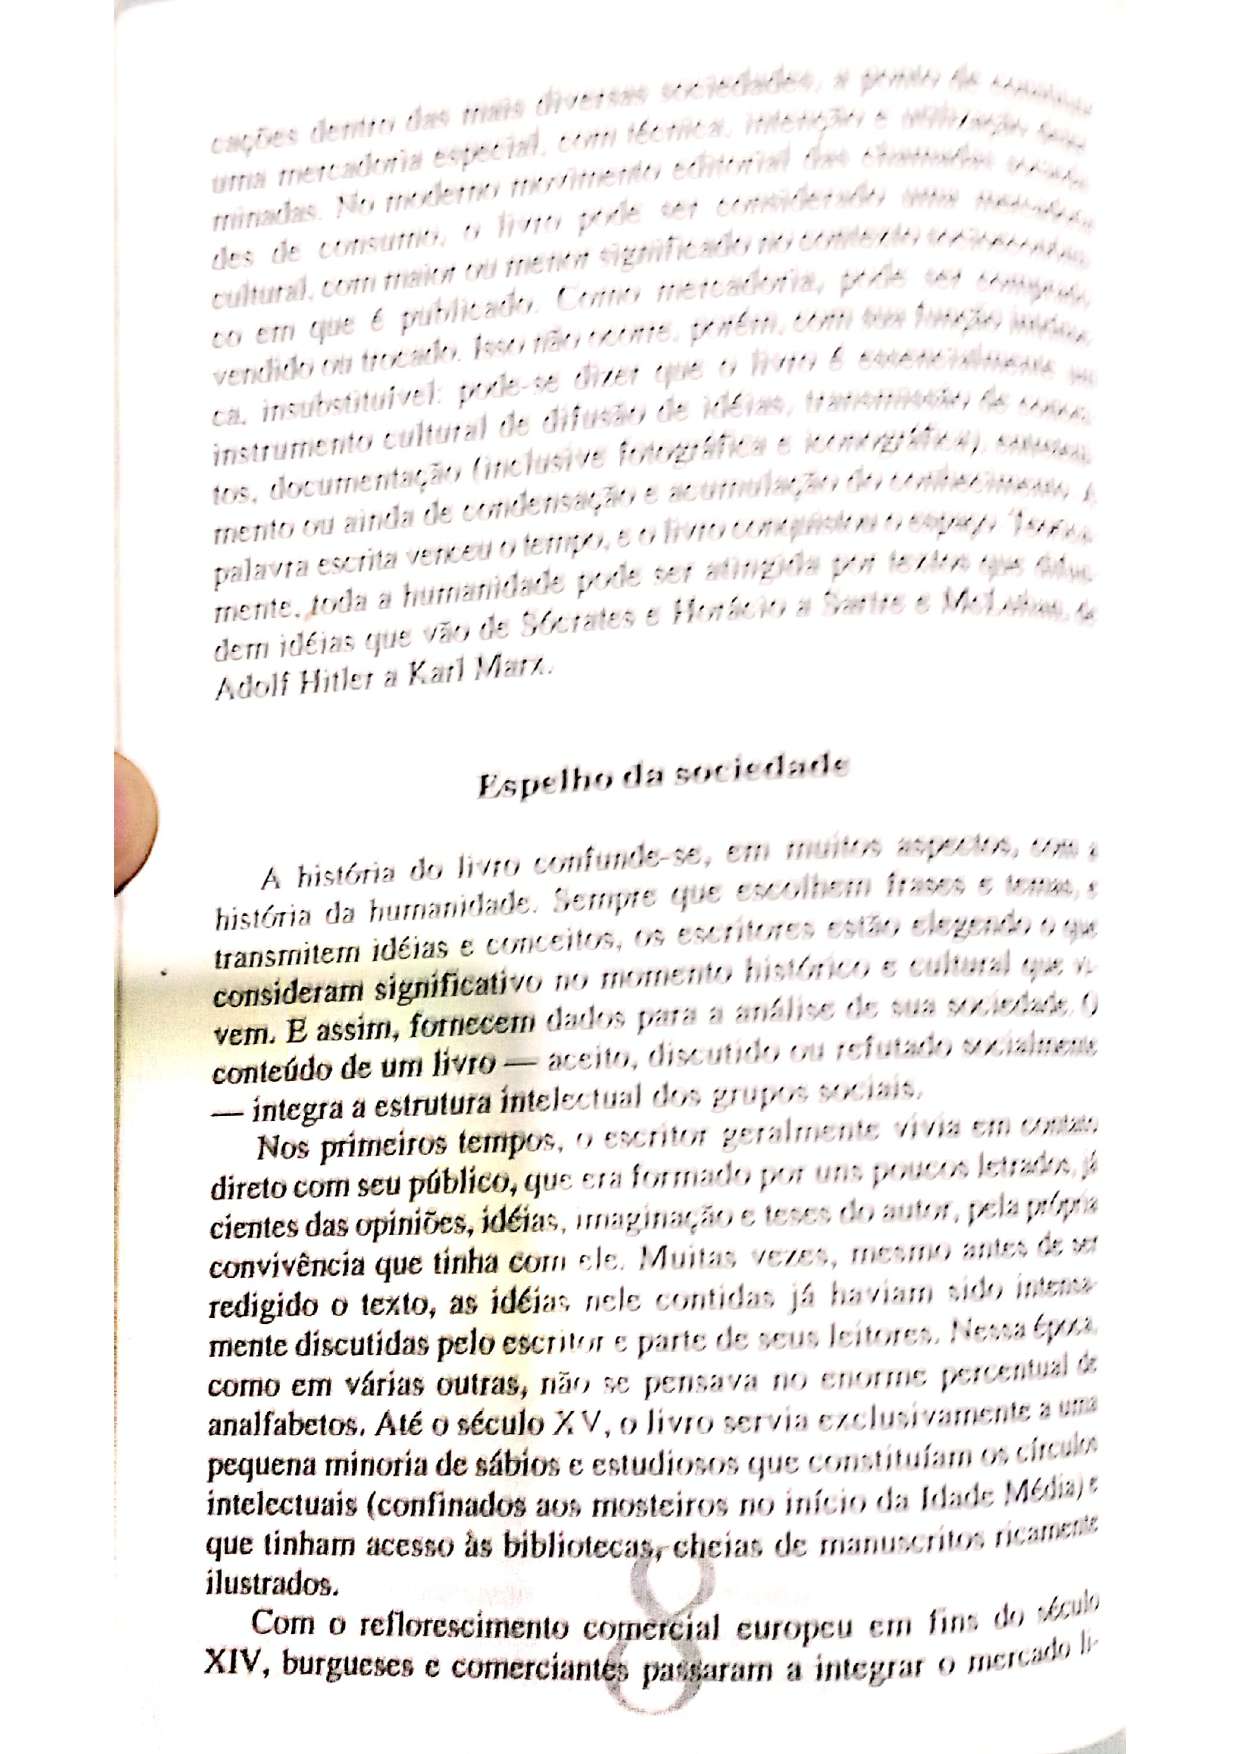 cações dentro das mais diversas sociedades, a ponto de
uma mercadoria especial, com técnica, intenção e utilização
minadas. No moderno movimento editorial das chamadas
des de consumo, o livro pode ser considerado uma mercadoria
cultural, com maior ou menor significado no contexto
co em que é publicado. Como mercadoria, pode ser comprado,
vendido ou trocado. Isso não ocorre, porém, com sua função
ca, insubstituível: pode-se dizer que o livro é essencialmente um
instrumento cultural de difusão de idéias, transmissão de
tos, documentação (inclusive fotográfica e iconográfica),
mento ou ainda de condensação e acumulação do conhecimento. A
palavra escrita venceu o tempo, e o livro conquistou o espaço.
mente, toda a humanidade pode ser atingida por textos que
dem idéias que vão de Sócrates e Horácio a Sartre e McLuhan, de
Adolf Hitler a Karl Marx.
Espelho da sociedade
A história do livro confunde-se, em muitos aspectos, com a
história da humanidade. Sempre que escolhem frases e temas, e
transmitem idéias e conceitos, os escritores estão elegendo o que
consideram significativo no momento histórico e cultural que vi-
vem. E assim, fornecem dados para a análise de sua sociedade. O
conteúdo de um livro — aceito, discutido ou refutado socialmente
— integra a estrutura intelectual dos grupos sociais.
Nos primeiros tempos, o escritor geralmente vivia em contato
direto com seu público, que era formado por uns poucos letrados, já
cientes das opiniões, idéias, imaginação e teses do autor, pela própria
convivência que tinha com ele. Muitas vezes, mesmo antes de ser
redigido o texto, as idéias nele contidas já haviam sido intensa-
mente discutidas pelo escritor e parte de seus leitores. Nessa época,
como em várias outras, não se pensava no enorme percentual de
analfabetos. Até o século XV, o livro servia exclusivamente a uma
pequena minoria de sábios e estudiosos que constituíam os círculos
intelectuais (confinados aos mosteiros no início da Idade Média) e
que tinham acesso às bibliotecas, cheias de manuscritos ricamente
ilustrados.
Com o reflorescimento comercial europeu em fins do século
XIV, burgueses e comerciantes passaram a integrar o mercado li-
8